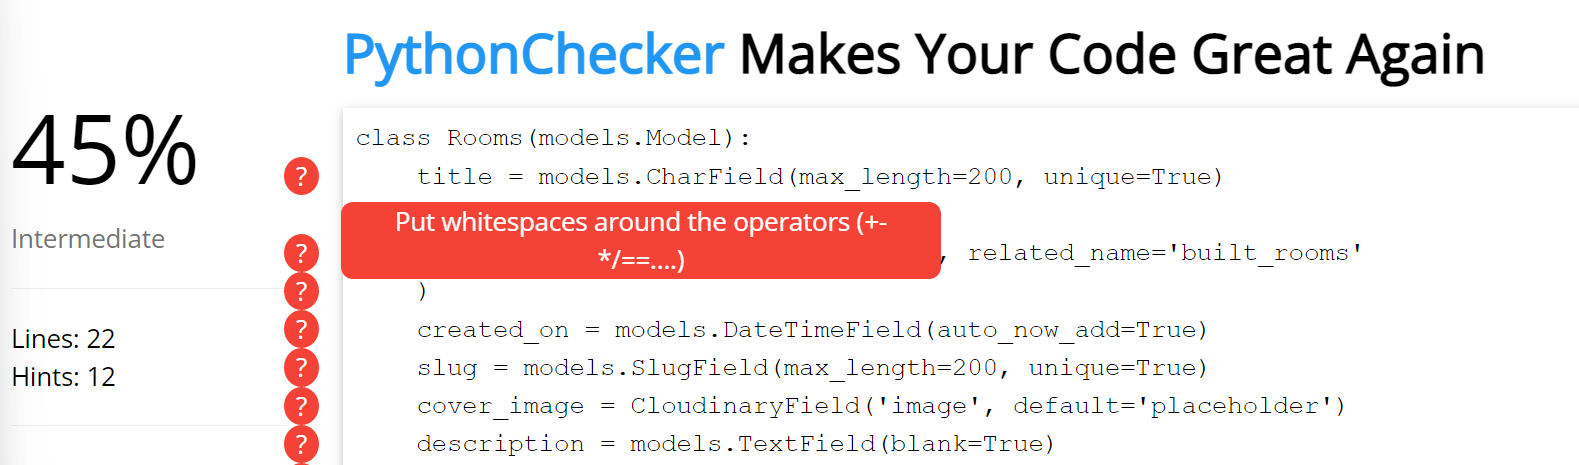 PythonChecker Makes Your Code Great Again
45%
Intermediate
Lines: 22
Hints: 12
?
?
?
?
?
?
?
class Rooms(models.Model):
title = models.CharField(max_length=200, unique=True)
Put whitespaces around the operators (+-
*/==....)
, related_name='built_rooms'
)
created_on = models.DateTimeField(auto_now_add=True)
slug = models.SlugField(max_length=200, unique=True)
cover_image = CloudinaryField('image', default='placeholder')
description = models.TextField(blank=True)